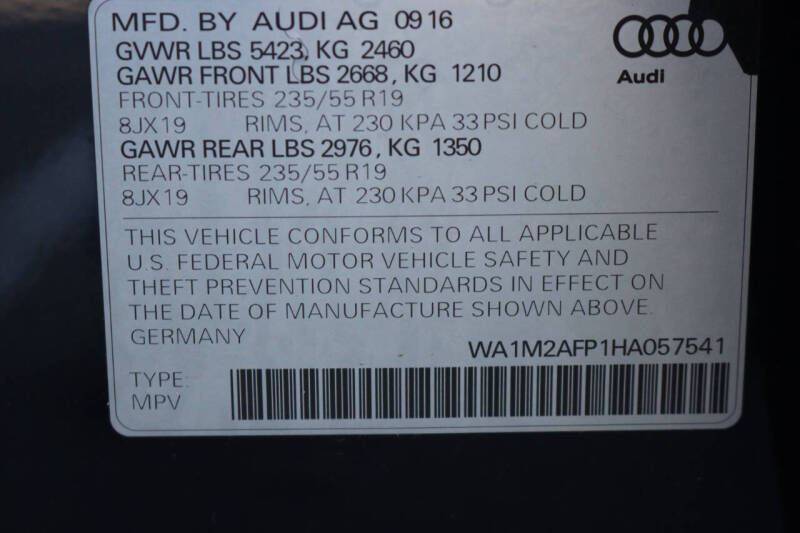 MFD. BY AUDI AG 09 16
GVWR LBS 5423, KG 2460
GAWR FRONT LBS 2668, KG 1210
FRONT-TIRES 235/55 R19
8JX19 RIMS, AT 230 KPA 33 PSI COLD
GAWR REAR LBS 2976, KG 1350
REAR-TIRES 235/55 R19
8JX19 RIMS, AT 230 KPA 33 PSI COLD
Audi
THIS VEHICLE CONFORMS TO ALL APPLICABLE
U.S. FEDERAL MOTOR VEHICLE SAFETY AND
THEFT PREVENTION STANDARDS IN EFFECT ON
THE DATE OF MANUFACTURE SHOWN ABOVE.
GERMANY
WA1M2AFP1HA057541
TYPE:
MPV